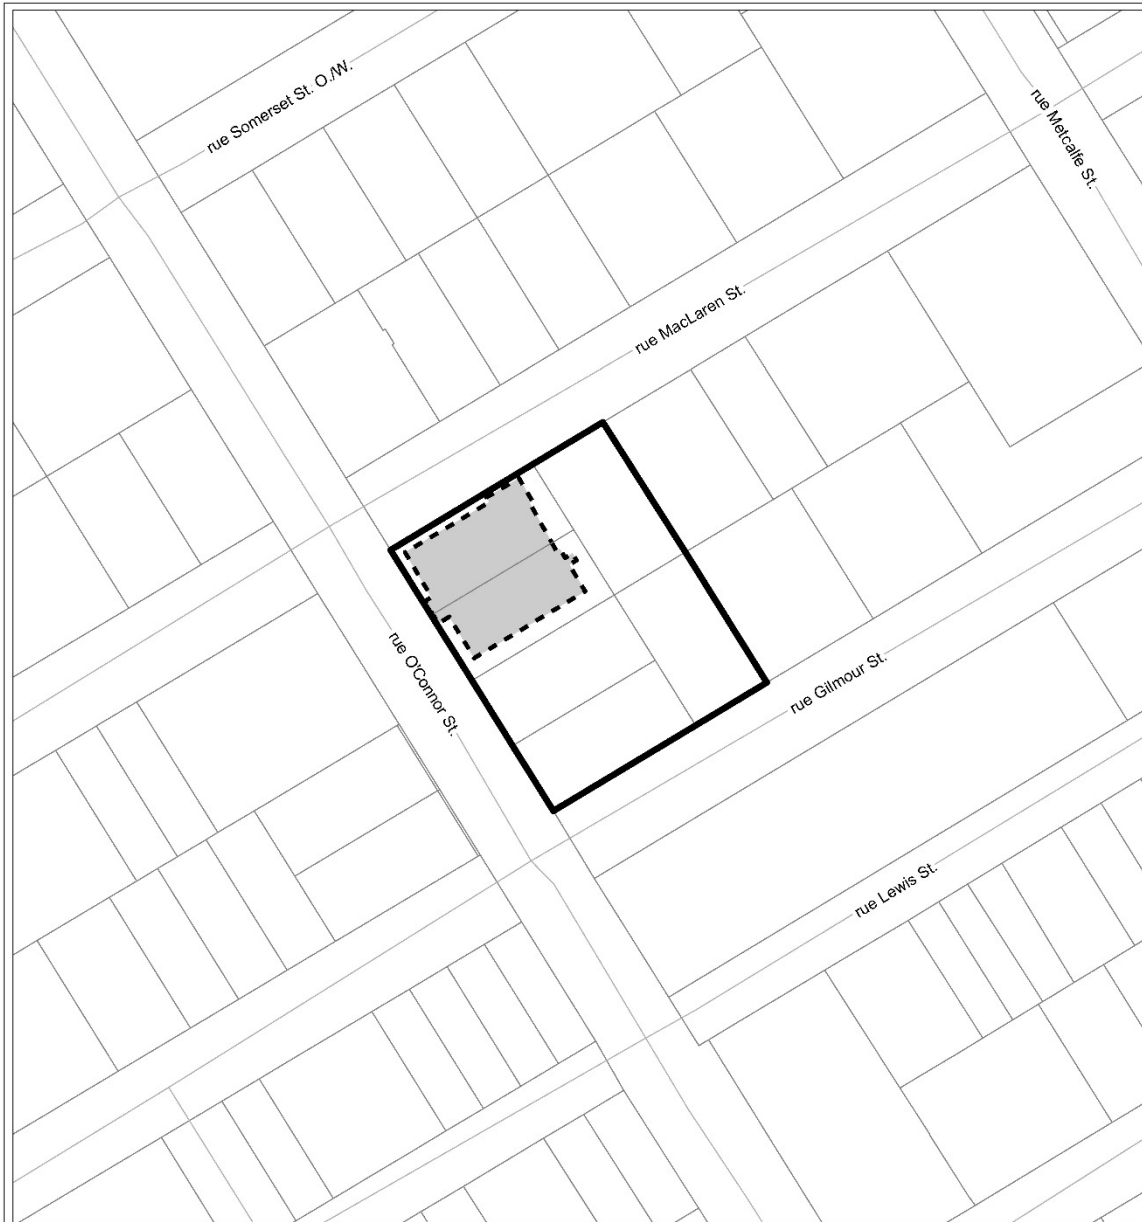 rue Somerset St. O./W.
rue Metcalfe St.
rue MacLaren St.
rue O'Connor St.
rue Gilmour St.
rue Lewis St.